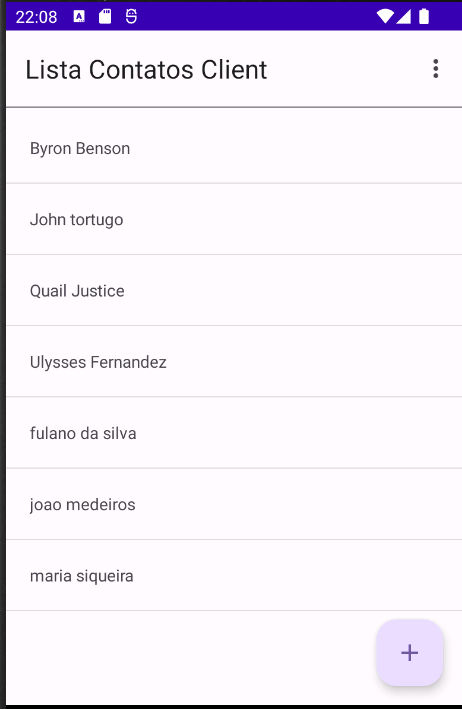 22:08
Lista Contatos Client
Byron Benson
John tortugo
Quail Justice
Ulysses Fernandez
fulano da silva
joao medeiros
maria siqueira
+